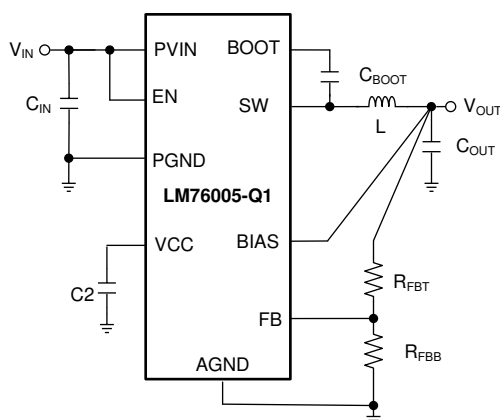 V_IN
PVIN
BOOT
C_BOOT
C_IN
EN
SW
V_OUT
L
C_OUT
PGND
LM76005-Q1
VCC
BIAS
C2
R_FBT
FB
R_FBB
AGND